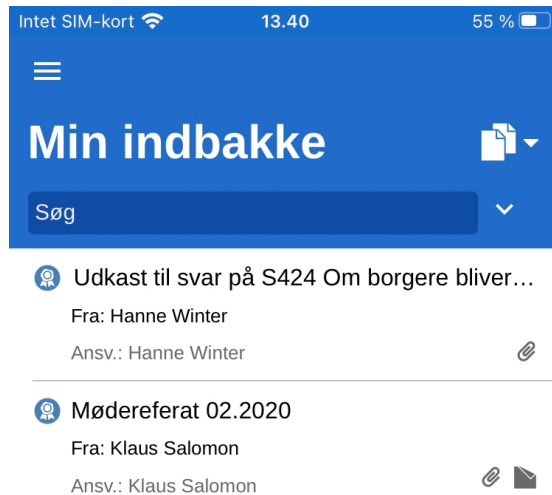 Intet SIM-kort 13.40 55 %
Min indbakke
Søg
Udkast til svar på S424 Om borgere bliver…
Fra: Hanne Winter
Ansv.: Hanne Winter
Mødereferat 02.2020
Fra: Klaus Salomon
Ansv.: Klaus Salomon